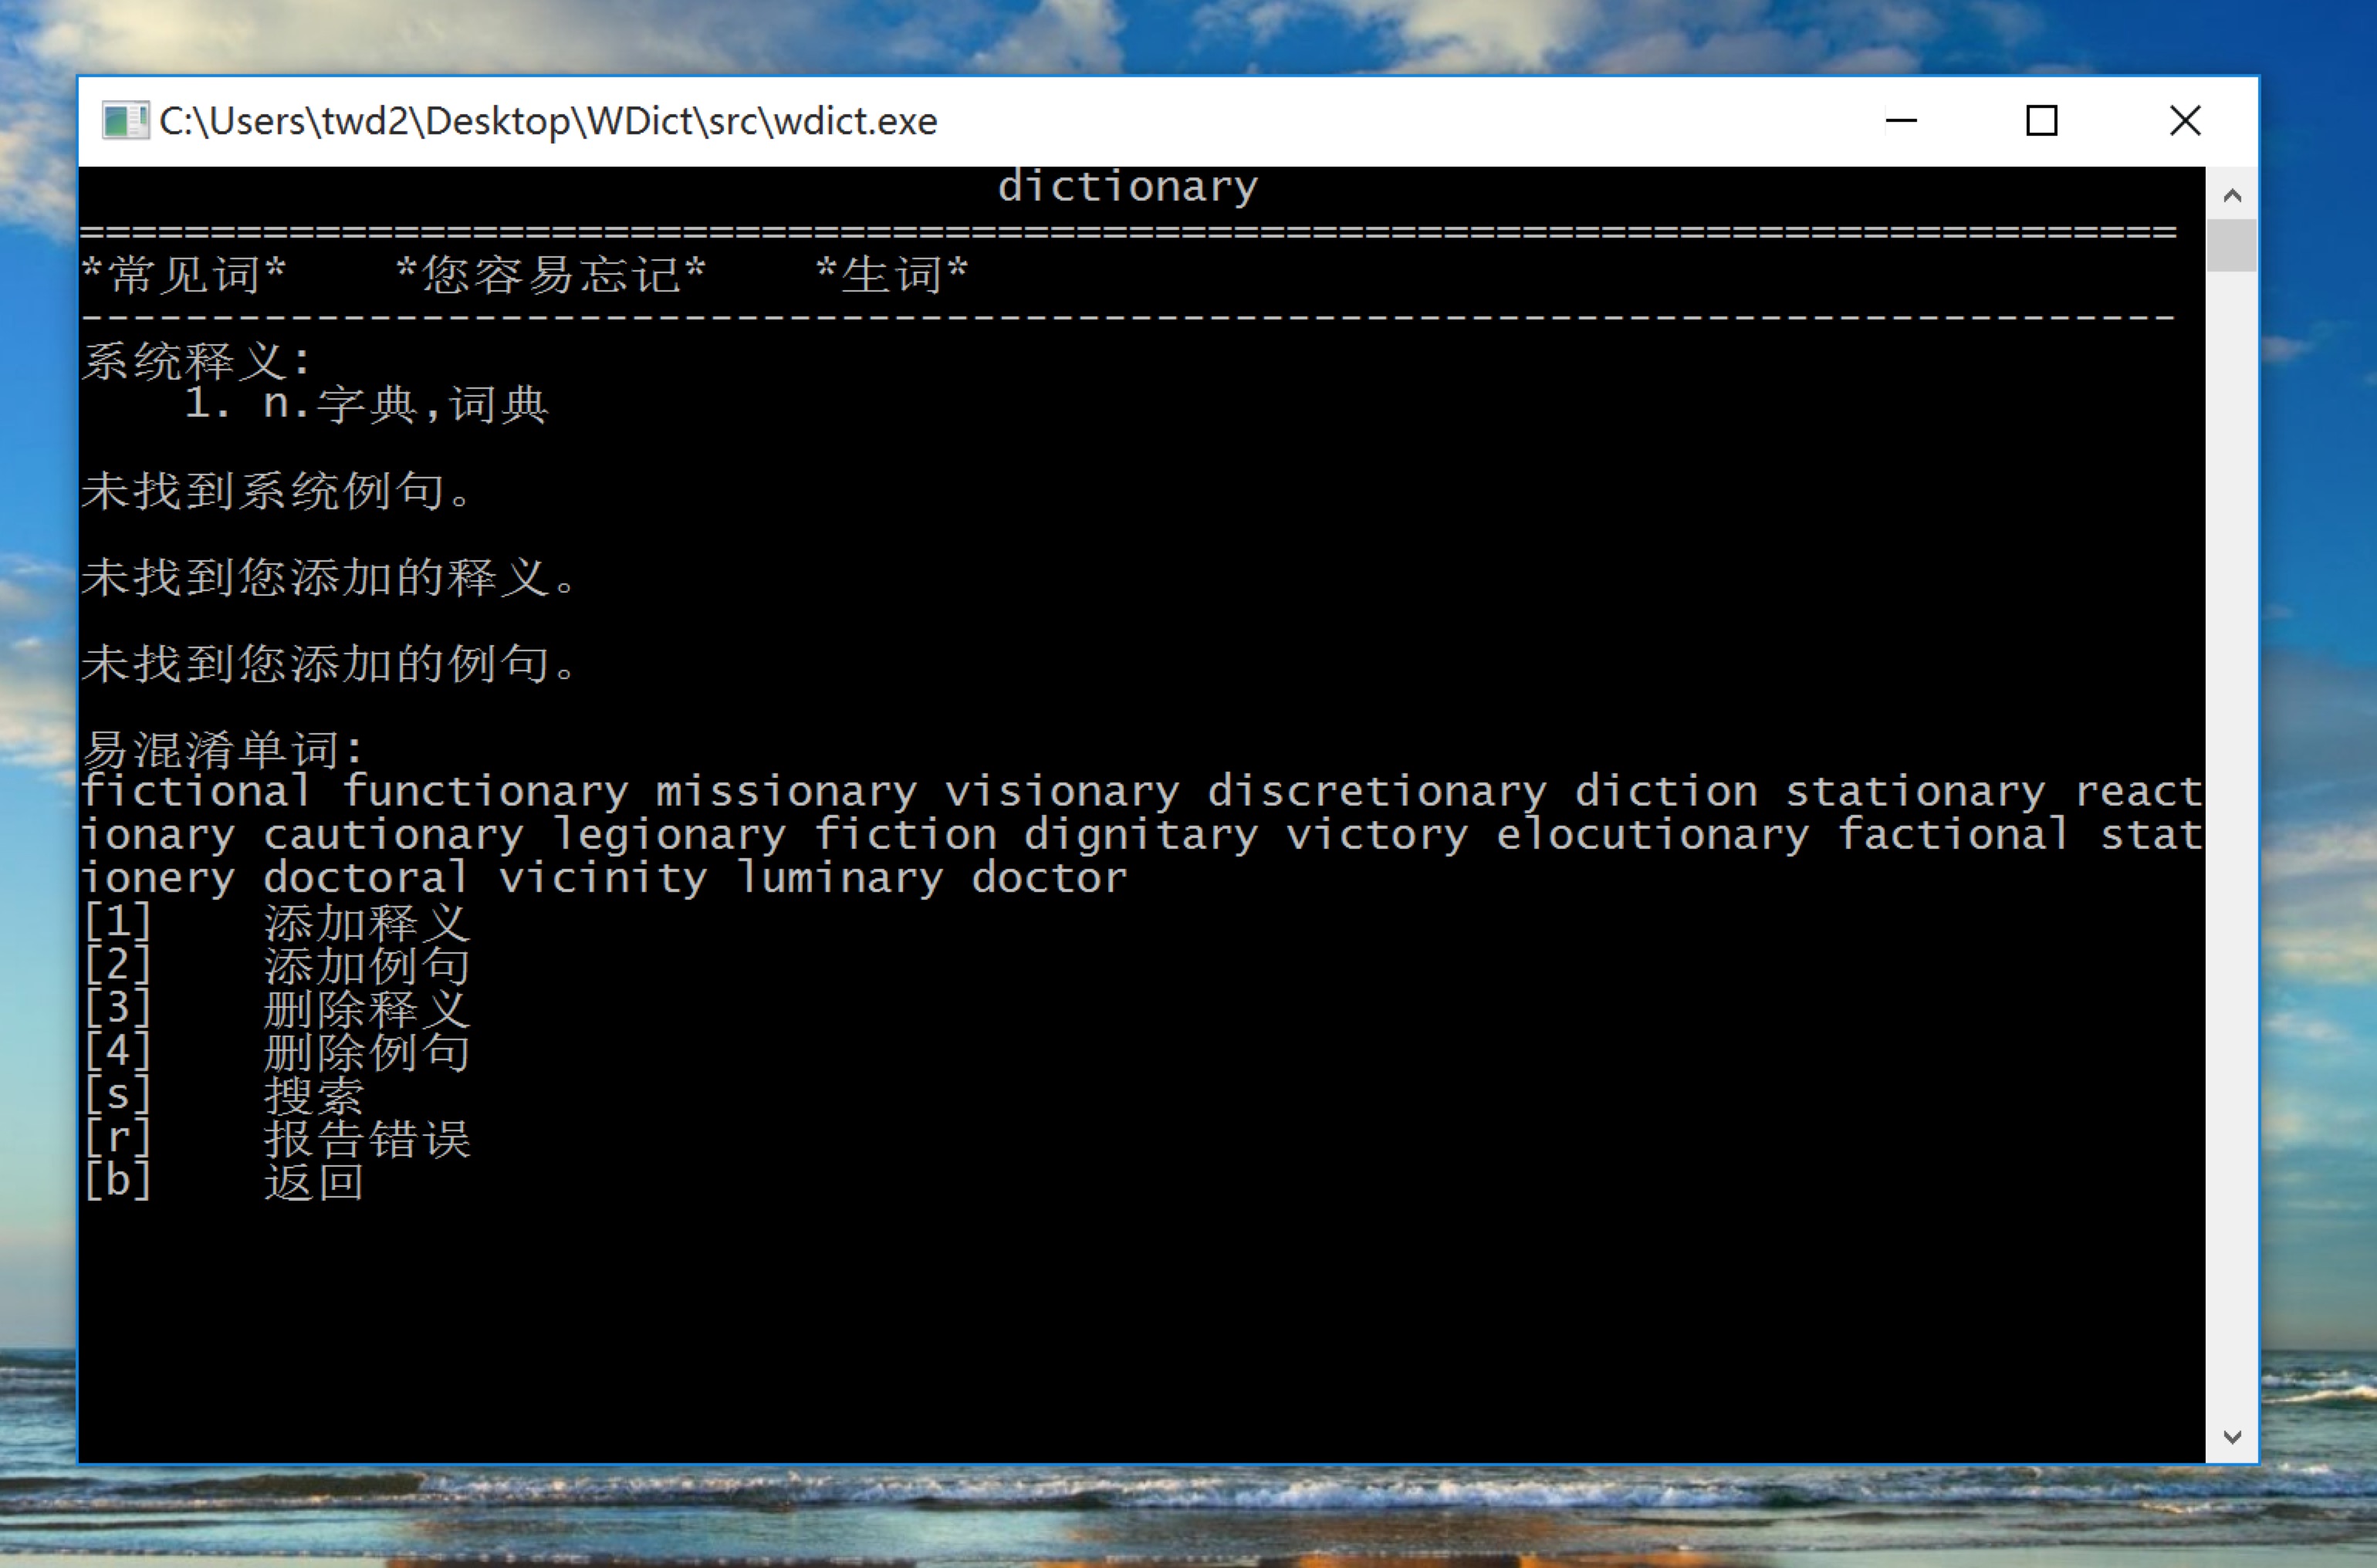 C:\Users\twd2\Desktop\WDict\src\wdict.exe
dictionary
================================================================================
*常见词*    *您容易忘记*    *生词*
--------------------------------------------------------------------------------
系统释义:
    1. n.字典,词典
未找到系统例句。
未找到您添加的释义。
未找到您添加的例句。
易混淆单词:
fictional functionary missionary visionary discretionary diction stationary react
ionary cautionary legionary fiction dignitary victory elocutionary factional stat
ionery doctoral vicinity luminary doctor
[1]    添加释义
[2]    添加例句
[3]    删除释义
[4]    删除例句
[s]    搜索
[r]    报告错误
[b]    返回